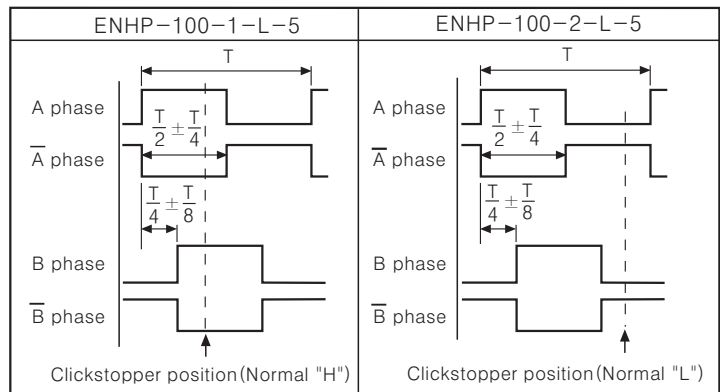 ENHP-100-1-L-5
T
A phase
T/2 ± T/4
A̅ phase
T/4 ± T/8
B phase
B̅ phase
Clickstopper position(Normal "H")
ENHP-100-2-L-5
T
A phase
T/2 ± T/4
A̅ phase
T/4 ± T/8
B phase
B̅ phase
Clickstopper position(Normal "L")